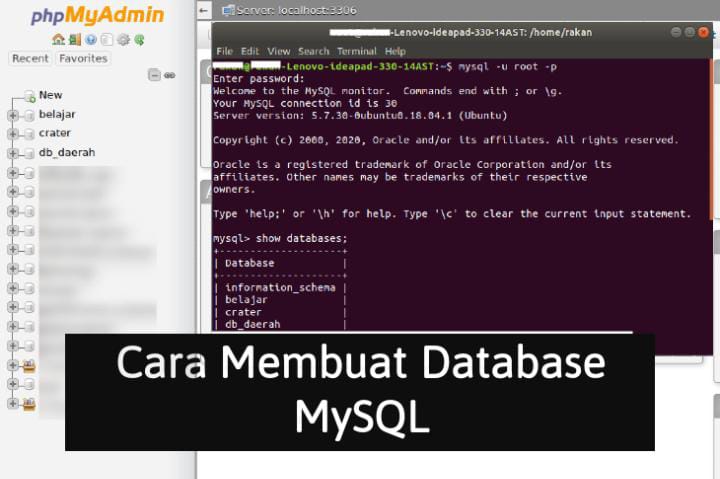 phpMyAdmin
Recent Favorites
New
belajar
crater
db_daerah
Server: localhost:3306
-Lenovo-ideapad-330-14AST: /home/rakan
File Edit View Search Terminal Help
-Lenovo-ideapad-330-14AST:~$ mysql -u root -p
Enter password:
Welcome to the MySQL monitor.  Commands end with ; or \g.
Your MySQL connection id is 30
Server version: 5.7.30-0ubuntu0.18.04.1 (Ubuntu)
Copyright (c) 2000, 2020, Oracle and/or its affiliates. All rights reserved.
Oracle is a registered trademark of Oracle Corporation and/or its
affiliates. Other names may be trademarks of their respective
owners.
Type 'help;' or '\h' for help. Type '\c' to clear the current input statement.
mysql> show databases;
+--------------------+
| Database           |
+--------------------+
| information_schema |
| belajar            |
| crater             |
| db_daerah          |
Cara Membuat Database
MySQL